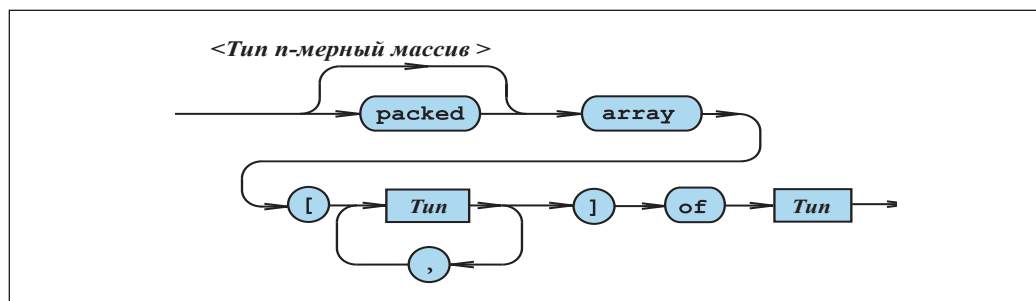 <Тип n-мерный массив >
packed array
[ Тип ] of Тип
,